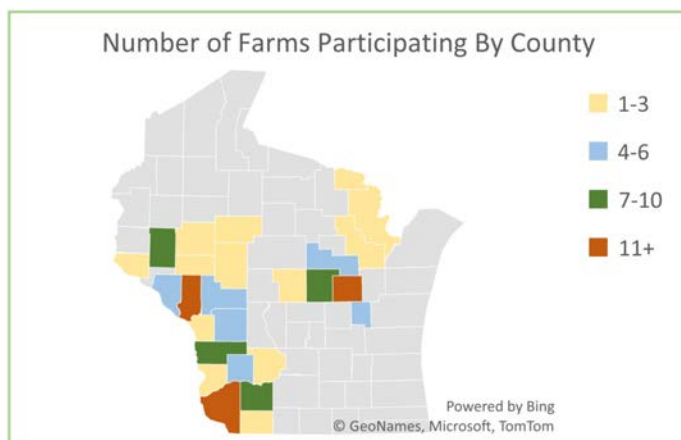 Number of Farms Participating By County
1-3
4-6
7-10
11+
Powered by Bing
© GeoNames, Microsoft, TomTom